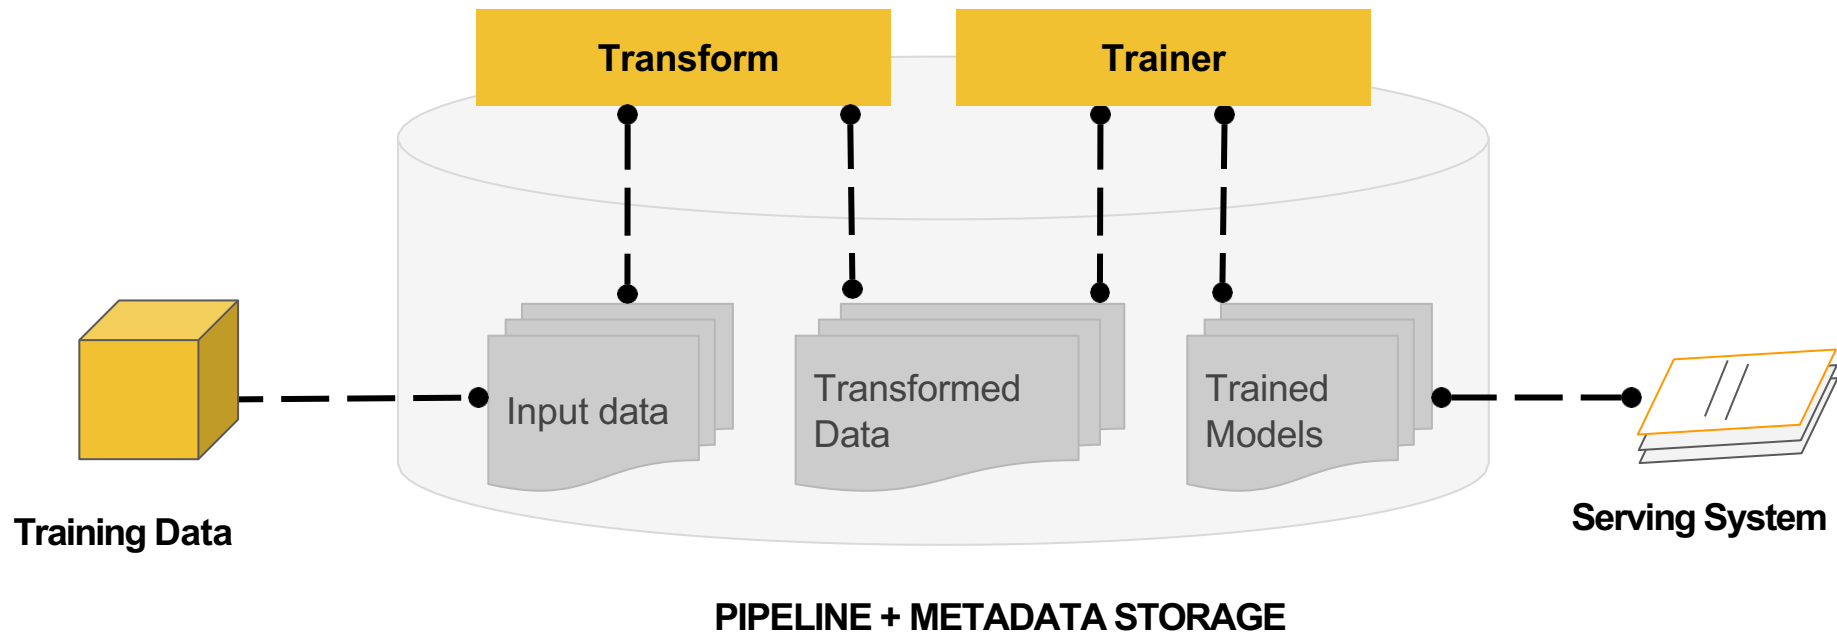 Transform
Trainer
Input data
Transformed
Data
Trained
Models
Training Data
Serving System
PIPELINE + METADATA STORAGE